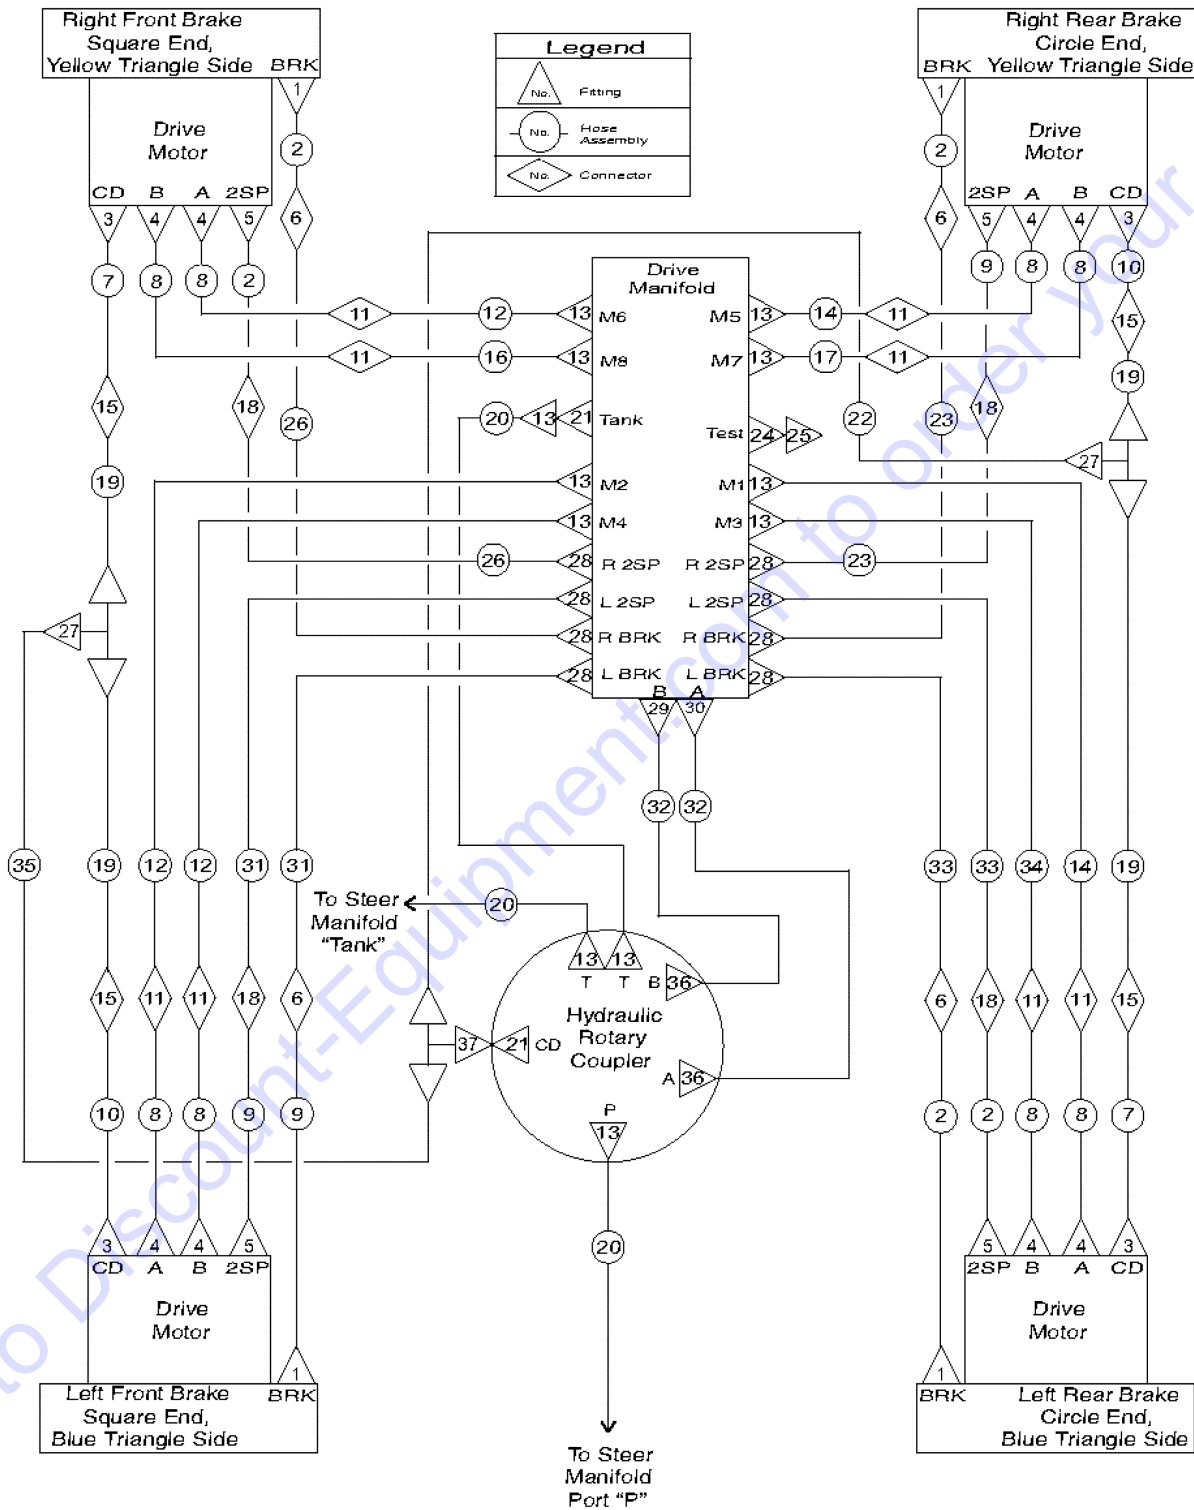 Right Front Brake
Square End,
Yellow Triangle Side
BRK
1
Drive
Motor
CD B A 2SP
3 4 4 5
2
6
7 8 8 2
Legend
No. Fitting
No. Hose
Assembly
No. Connector
Right Rear Brake
Circle End,
Yellow Triangle Side
BRK
1
Drive
Motor
2SP A B CD
5 4 4 3
2
6
9 8 8 10
Drive
Manifold
11 12 13 M6
M5 13 14 11
15
11 16 13 M8
M7 13 17 11
19
15 18 26
20 13 21 Tank
Test 24 25
22 23 18
27
19
13 M2
M1 13
13 M4
M3 13
26 28 R 2SP
R 2SP 28 23
28 L 2SP
L 2SP 28
27
28 R BRK
R BRK 28
28 L BRK
L BRK 28
B A
29 30
32 32
35 19 12 12 31 31
33 33 34 14 19
To Steer
Manifold
"Tank"
20
13 13
T T
B 36
Hydraulic
Rotary
Coupler
37 21 CD
A 36
P
13
15 11 11 18 6
6 18 11 11 15
10 8 8 9 9
2 2 8 8 7
20
3 4 4 5
CD A B 2SP
Drive
Motor
1
BRK
Left Front Brake
Square End,
Blue Triangle Side
5 4 4 3
2SP B A CD
Drive
Motor
1
BRK
Left Rear Brake
Circle End,
Blue Triangle Side
To Steer
Manifold
Port "P"
to Discount-Equipment.com to order your